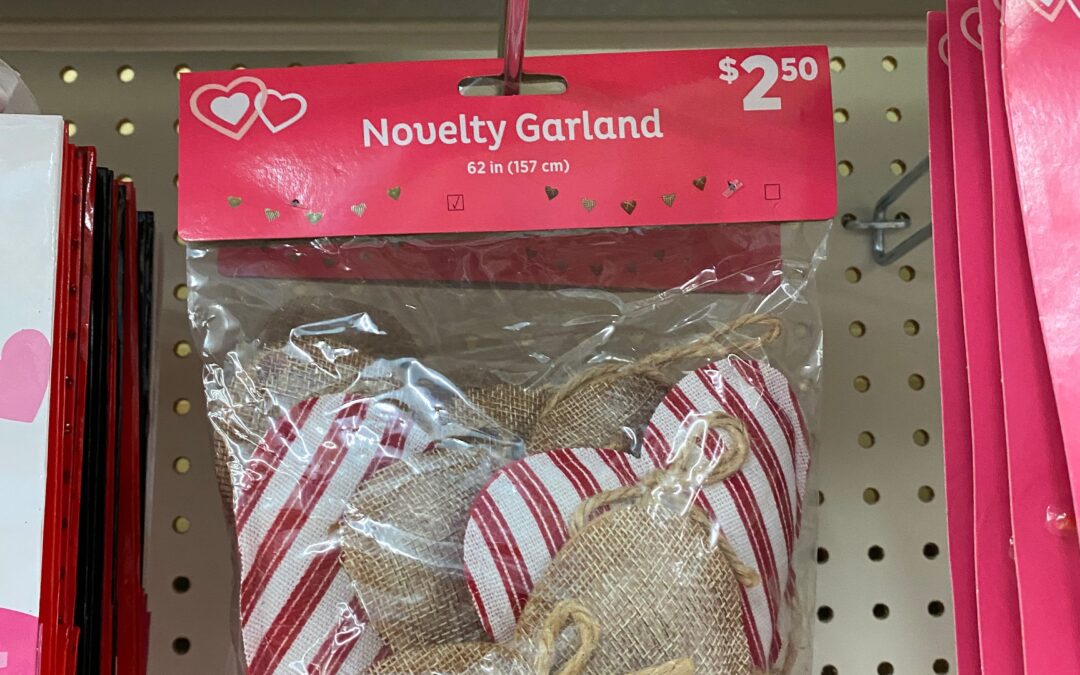 $2.50
Novelty Garland
62 in (157 cm)